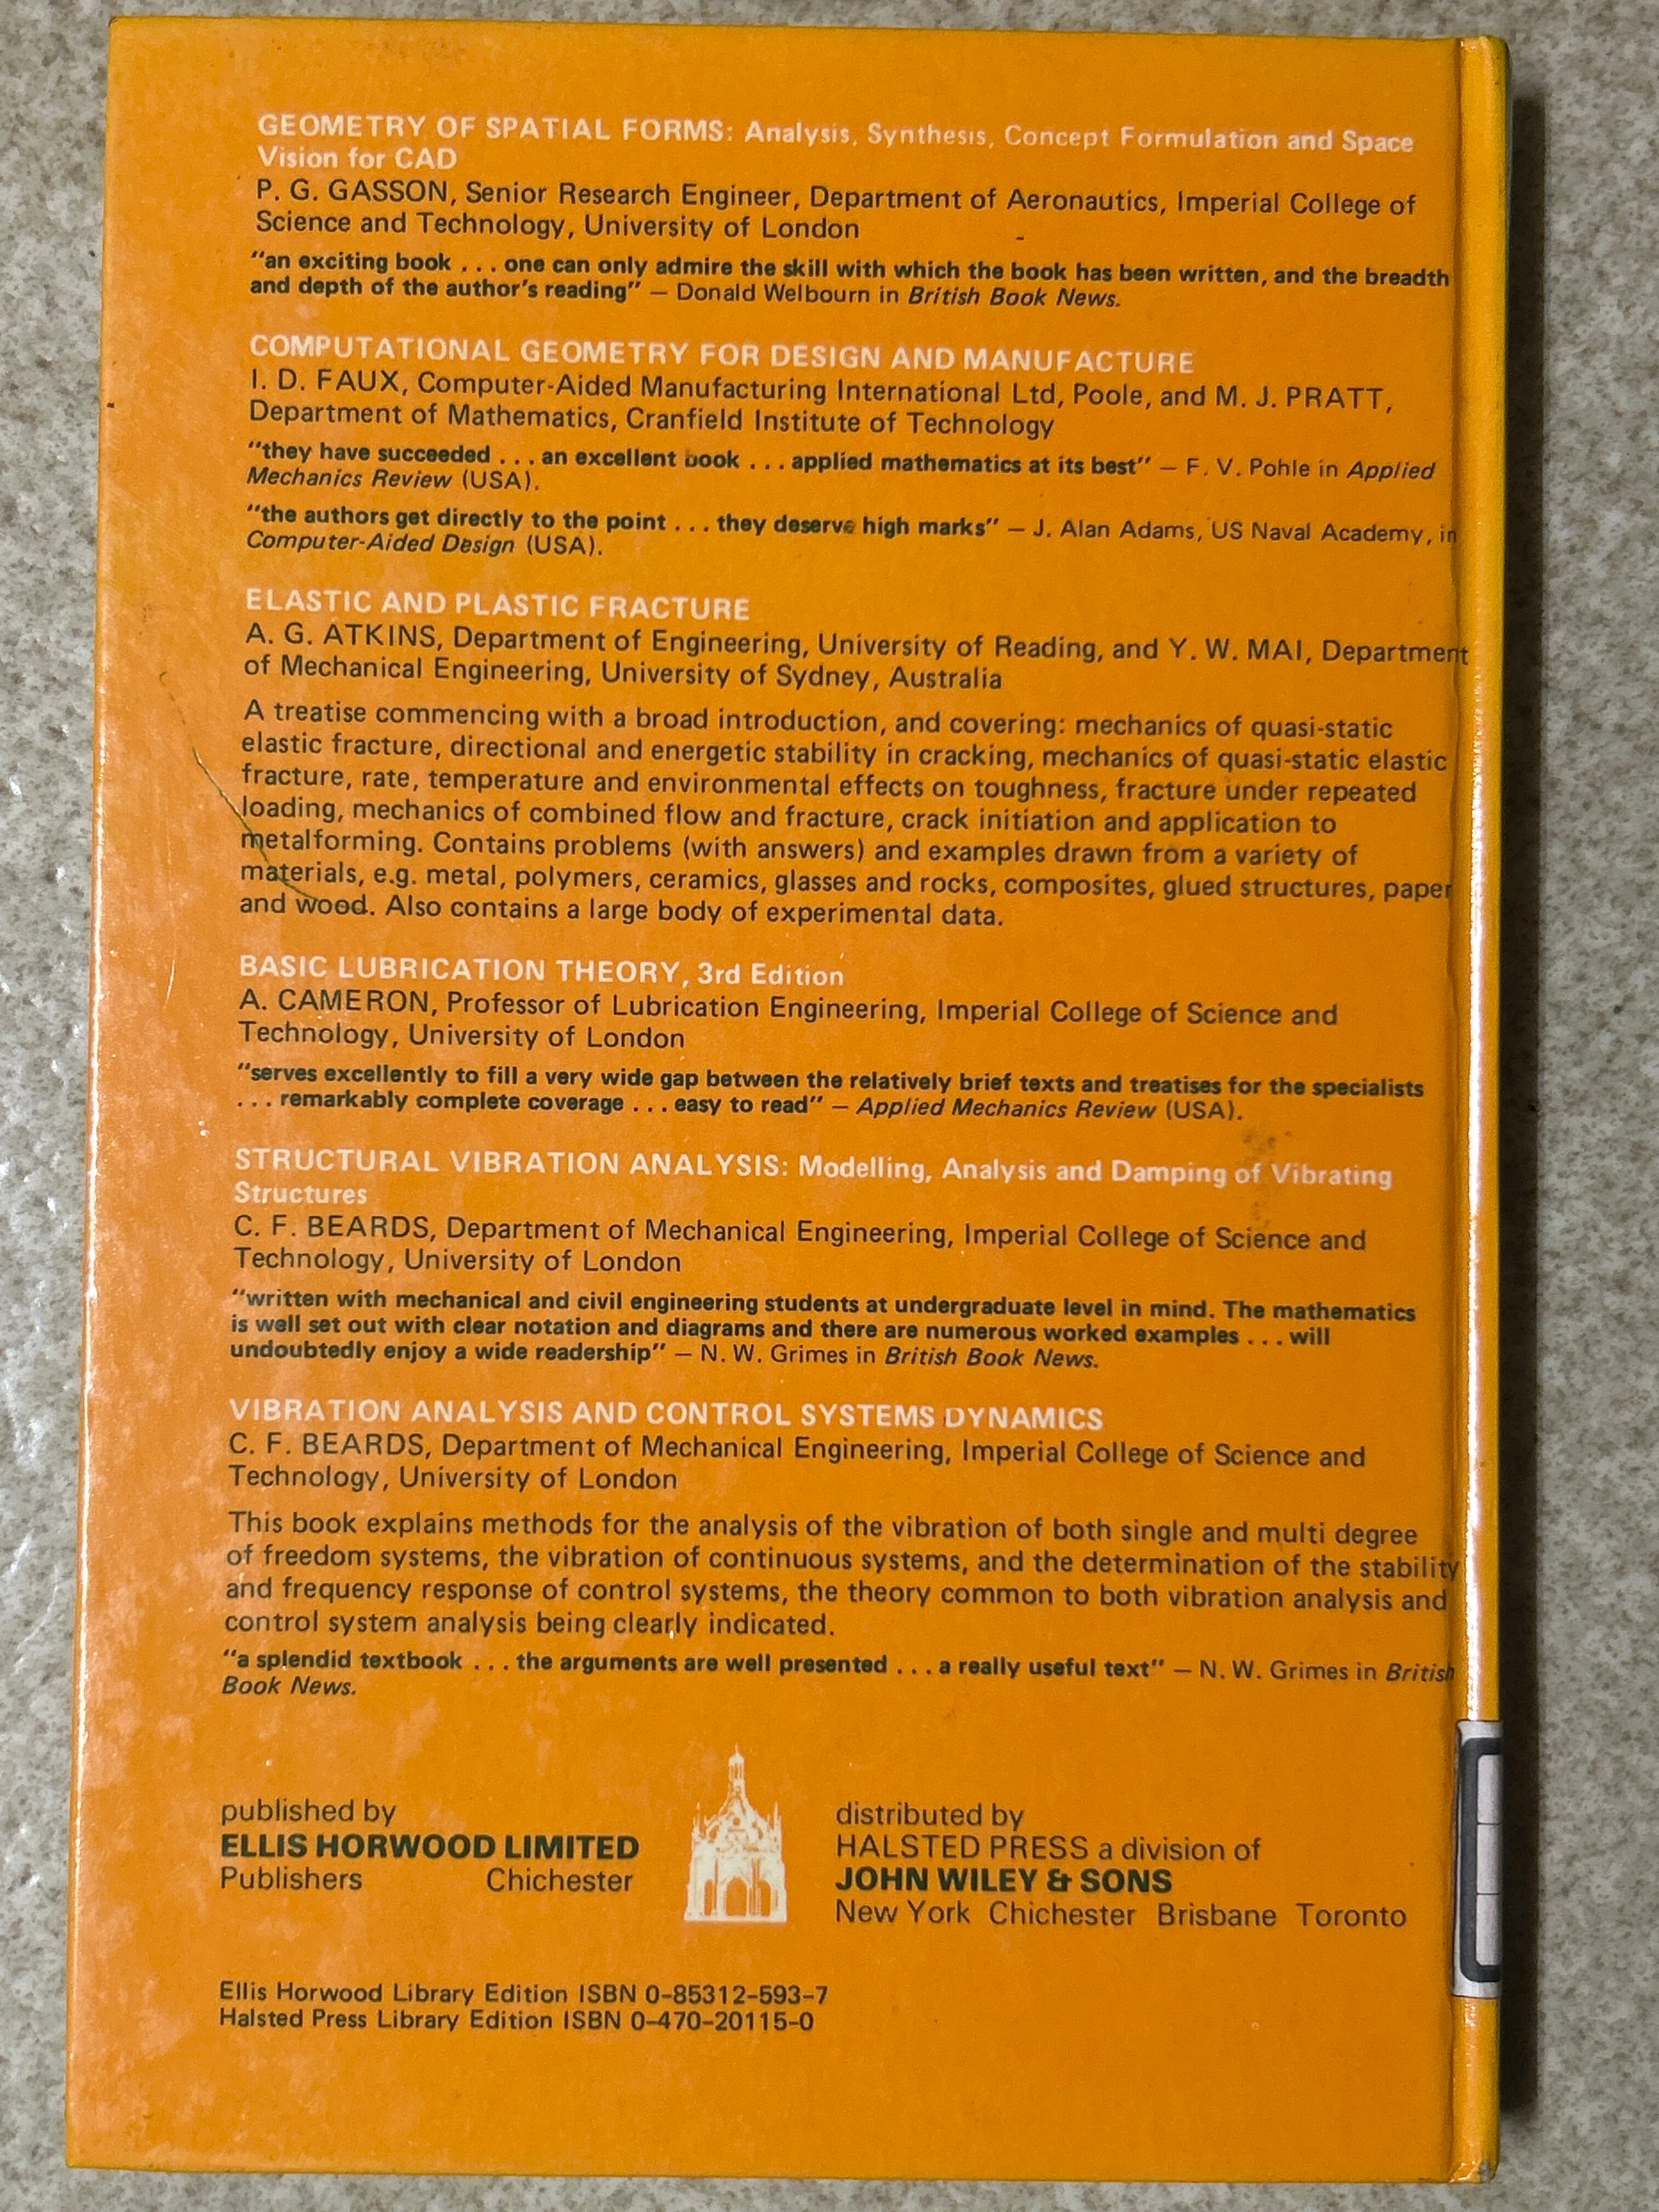 GEOMETRY OF SPATIAL FORMS: Analysis, Synthesis, Concept Formulation and Space
Vision for CAD
P. G. GASSON, Senior Research Engineer, Department of Aeronautics, Imperial College of
Science and Technology, University of London
"an exciting book . . . one can only admire the skill with which the book has been written, and the breadth
and depth of the author's reading" — Donald Welbourn in British Book News.
COMPUTATIONAL GEOMETRY FOR DESIGN AND MANUFACTURE
I. D. FAUX, Computer-Aided Manufacturing International Ltd, Poole, and M. J. PRATT,
Department of Mathematics, Cranfield Institute of Technology
"they have succeeded . . . an excellent book . . . applied mathematics at its best" — F. V. Pohle in Applied
Mechanics Review (USA).
"the authors get directly to the point . . . they deserve high marks" — J. Alan Adams, US Naval Academy, in
Computer-Aided Design (USA).
ELASTIC AND PLASTIC FRACTURE
A. G. ATKINS, Department of Engineering, University of Reading, and Y. W. MAI, Department
of Mechanical Engineering, University of Sydney, Australia
A treatise commencing with a broad introduction, and covering: mechanics of quasi-static
elastic fracture, directional and energetic stability in cracking, mechanics of quasi-static elastic
fracture, rate, temperature and environmental effects on toughness, fracture under repeated
loading, mechanics of combined flow and fracture, crack initiation and application to
metalforming. Contains problems (with answers) and examples drawn from a variety of
materials, e.g. metal, polymers, ceramics, glasses and rocks, composites, glued structures, paper
and wood. Also contains a large body of experimental data.
BASIC LUBRICATION THEORY, 3rd Edition
A. CAMERON, Professor of Lubrication Engineering, Imperial College of Science and
Technology, University of London
"serves excellently to fill a very wide gap between the relatively brief texts and treatises for the specialists
. . . remarkably complete coverage . . . easy to read" — Applied Mechanics Review (USA).
STRUCTURAL VIBRATION ANALYSIS: Modelling, Analysis and Damping of Vibrating
Structures
C. F. BEARDS, Department of Mechanical Engineering, Imperial College of Science and
Technology, University of London
"written with mechanical and civil engineering students at undergraduate level in mind. The mathematics
is well set out with clear notation and diagrams and there are numerous worked examples . . . will
undoubtedly enjoy a wide readership" — N. W. Grimes in British Book News.
VIBRATION ANALYSIS AND CONTROL SYSTEMS DYNAMICS
C. F. BEARDS, Department of Mechanical Engineering, Imperial College of Science and
Technology, University of London
This book explains methods for the analysis of the vibration of both single and multi degree
of freedom systems, the vibration of continuous systems, and the determination of the stability
and frequency response of control systems, the theory common to both vibration analysis and
control system analysis being clearly indicated.
"a splendid textbook . . . the arguments are well presented . . . a really useful text" — N. W. Grimes in British
Book News.
published by
ELLIS HORWOOD LIMITED
Publishers Chichester
distributed by
HALSTED PRESS a division of
JOHN WILEY & SONS
New York Chichester Brisbane Toronto
Ellis Horwood Library Edition ISBN 0-85312-593-7
Halsted Press Library Edition ISBN 0-470-20115-0